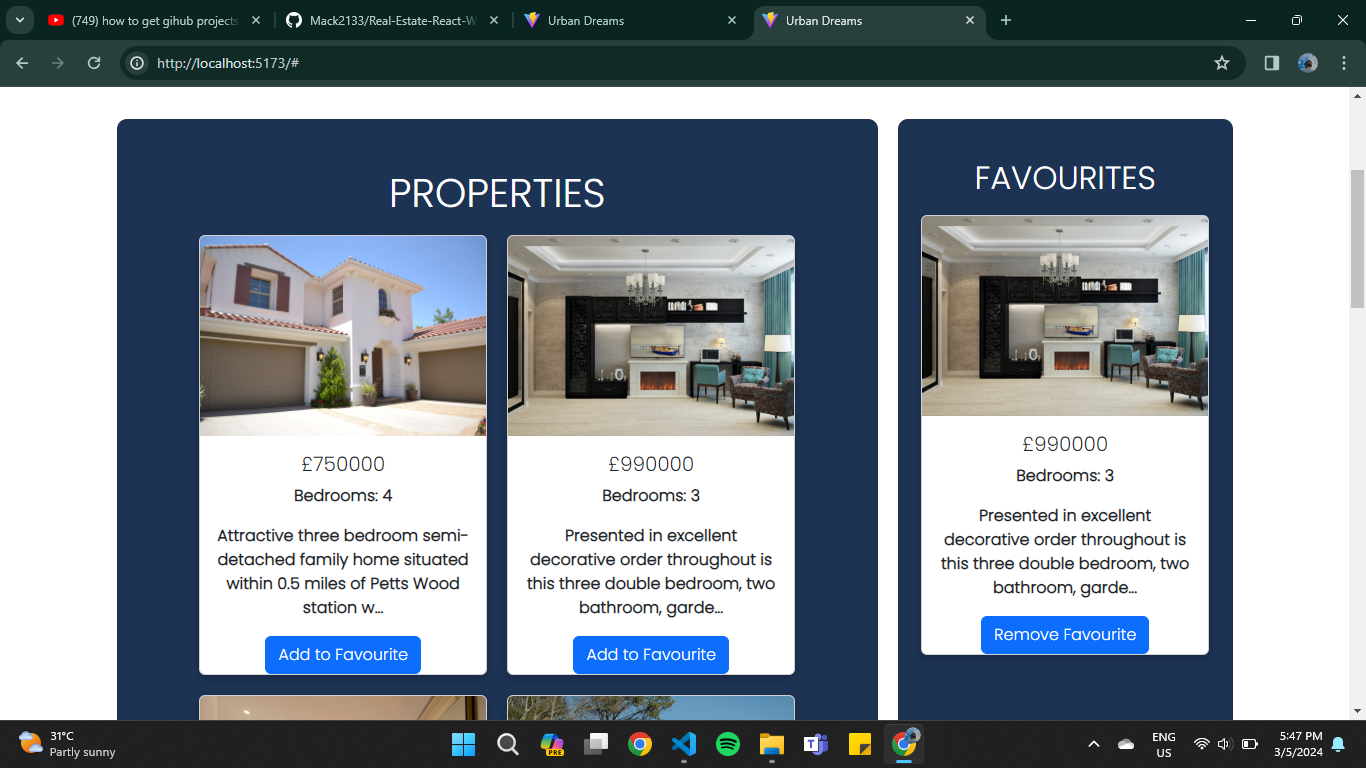 (749) how to get gihub projects
Mack2133/Real-Estate-React-W
Urban Dreams
Urban Dreams
http://localhost:5173/#
PROPERTIES
£750000
Bedrooms: 4
Attractive three bedroom semi-
detached family home situated
within 0.5 miles of Petts Wood
station w...
Add to Favourite
£990000
Bedrooms: 3
Presented in excellent
decorative order throughout is
this three double bedroom, two
bathroom, garde...
Add to Favourite
FAVOURITES
£990000
Bedrooms: 3
Presented in excellent
decorative order throughout is
this three double bedroom, two
bathroom, garde...
Remove Favourite
31°C
Partly sunny
PRE
ENG
US
5:47 PM
3/5/2024